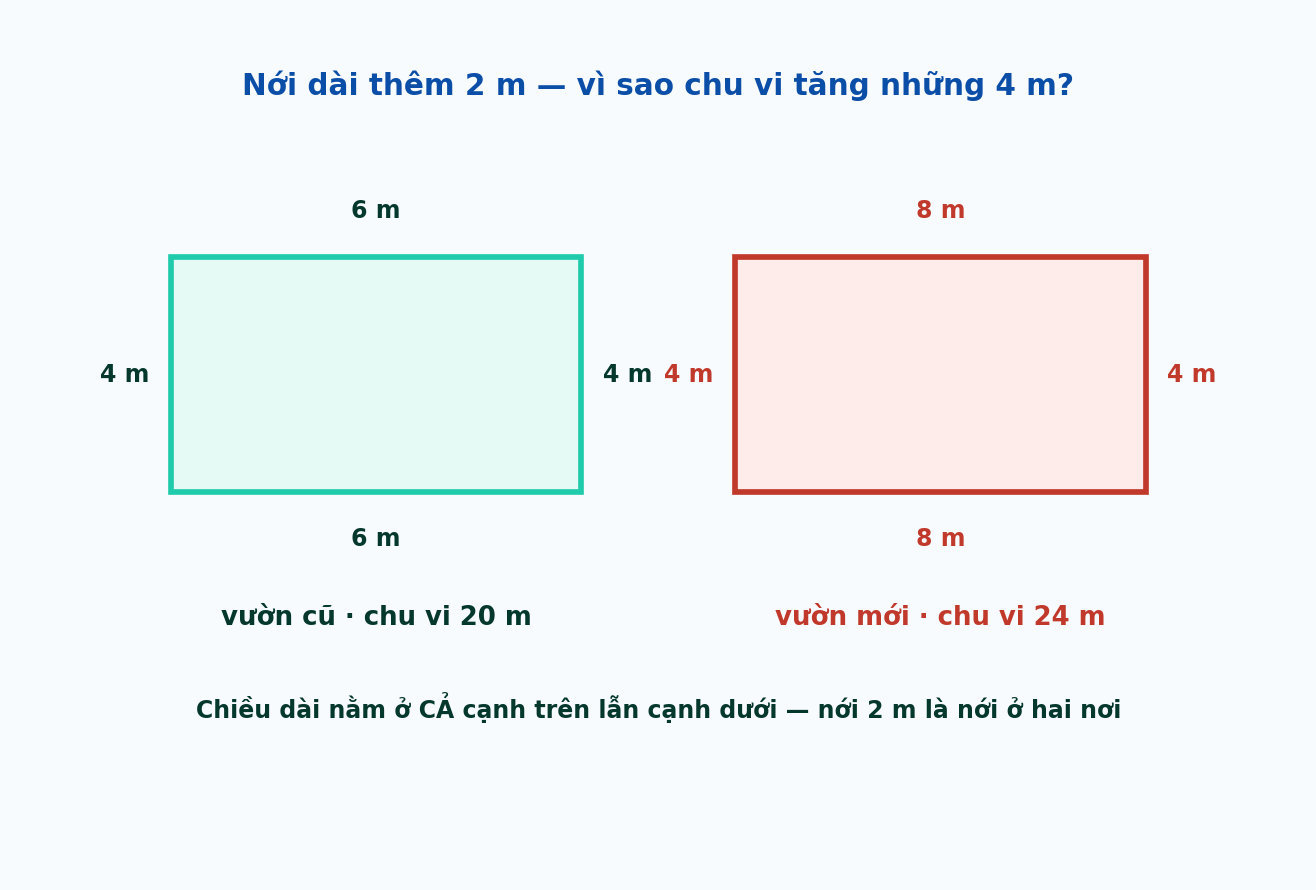 Nới dài thêm 2 m — vì sao chu vi tăng những 4 m?
6 m
8 m
4 m
4 m
4 m
4 m
6 m
8 m
vườn cũ · chu vi 20 m
vườn mới · chu vi 24 m
Chiều dài nằm ở CẢ cạnh trên lẫn cạnh dưới — nới 2 m là nới ở hai nơi